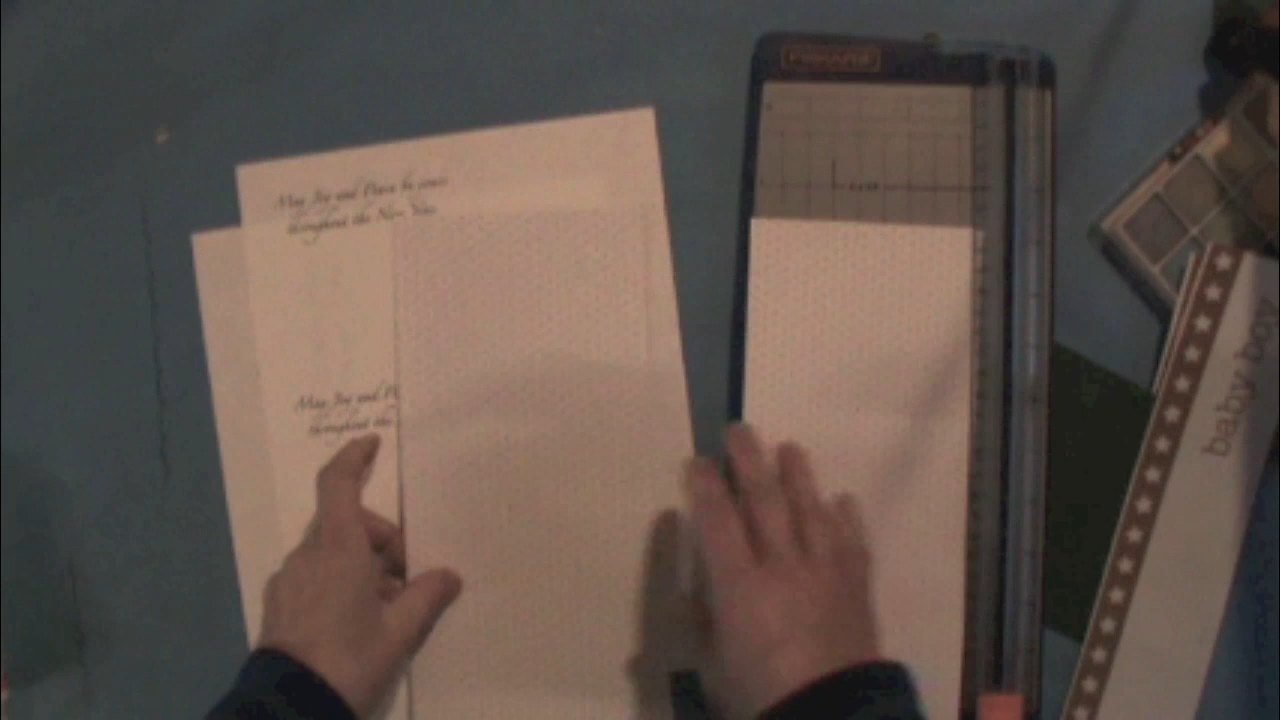 May Joy and Peace be yours
throughout the New Year
May Joy and P
throughout the
baby boy